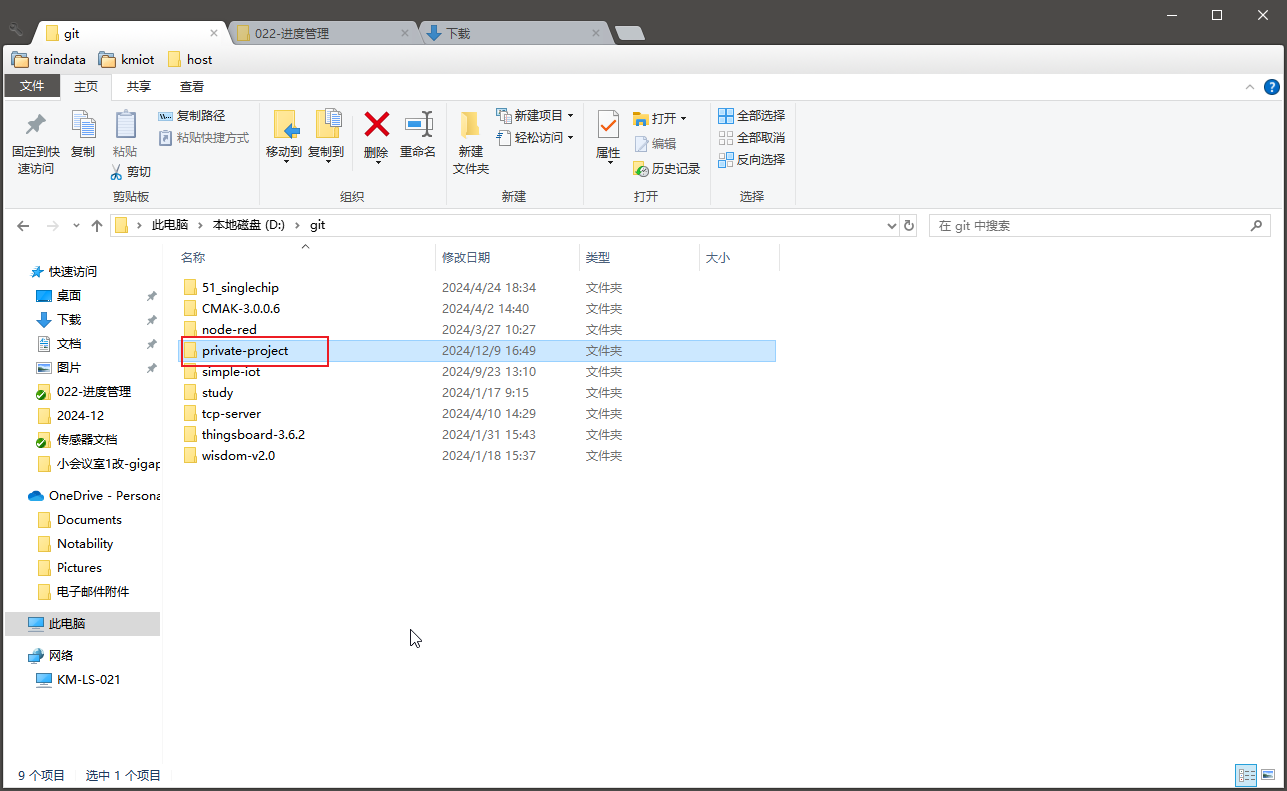 git
022-进度管理
下载
traindata
kmiot
host
文件
主页
共享
查看
固定到快
速访问
复制
粘贴
复制路径
粘贴快捷方式
剪切
剪贴板
移动到
复制到
删除
重命名
组织
新建
文件夹
新建项目
轻松访问
新建
属性
打开
编辑
历史记录
打开
全部选择
全部取消
反向选择
选择
此电脑 › 本地磁盘 (D:) › git
在 git 中搜索
快速访问
桌面
下载
文档
图片
022-进度管理
2024-12
传感器文档
小会议室1改-gigap
OneDrive - Persona
Documents
Notability
Pictures
电子邮件附件
此电脑
网络
KM-LS-021
名称 修改日期 类型 大小
51_singlechip 2024/4/24 18:34 文件夹
CMAK-3.0.0.6 2024/4/2 14:40 文件夹
node-red 2024/3/27 10:27 文件夹
private-project 2024/12/9 16:49 文件夹
simple-iot 2024/9/23 13:10 文件夹
study 2024/1/17 9:15 文件夹
tcp-server 2024/4/10 14:29 文件夹
thingsboard-3.6.2 2024/1/31 15:43 文件夹
wisdom-v2.0 2024/1/18 15:37 文件夹
9 个项目 选中 1 个项目